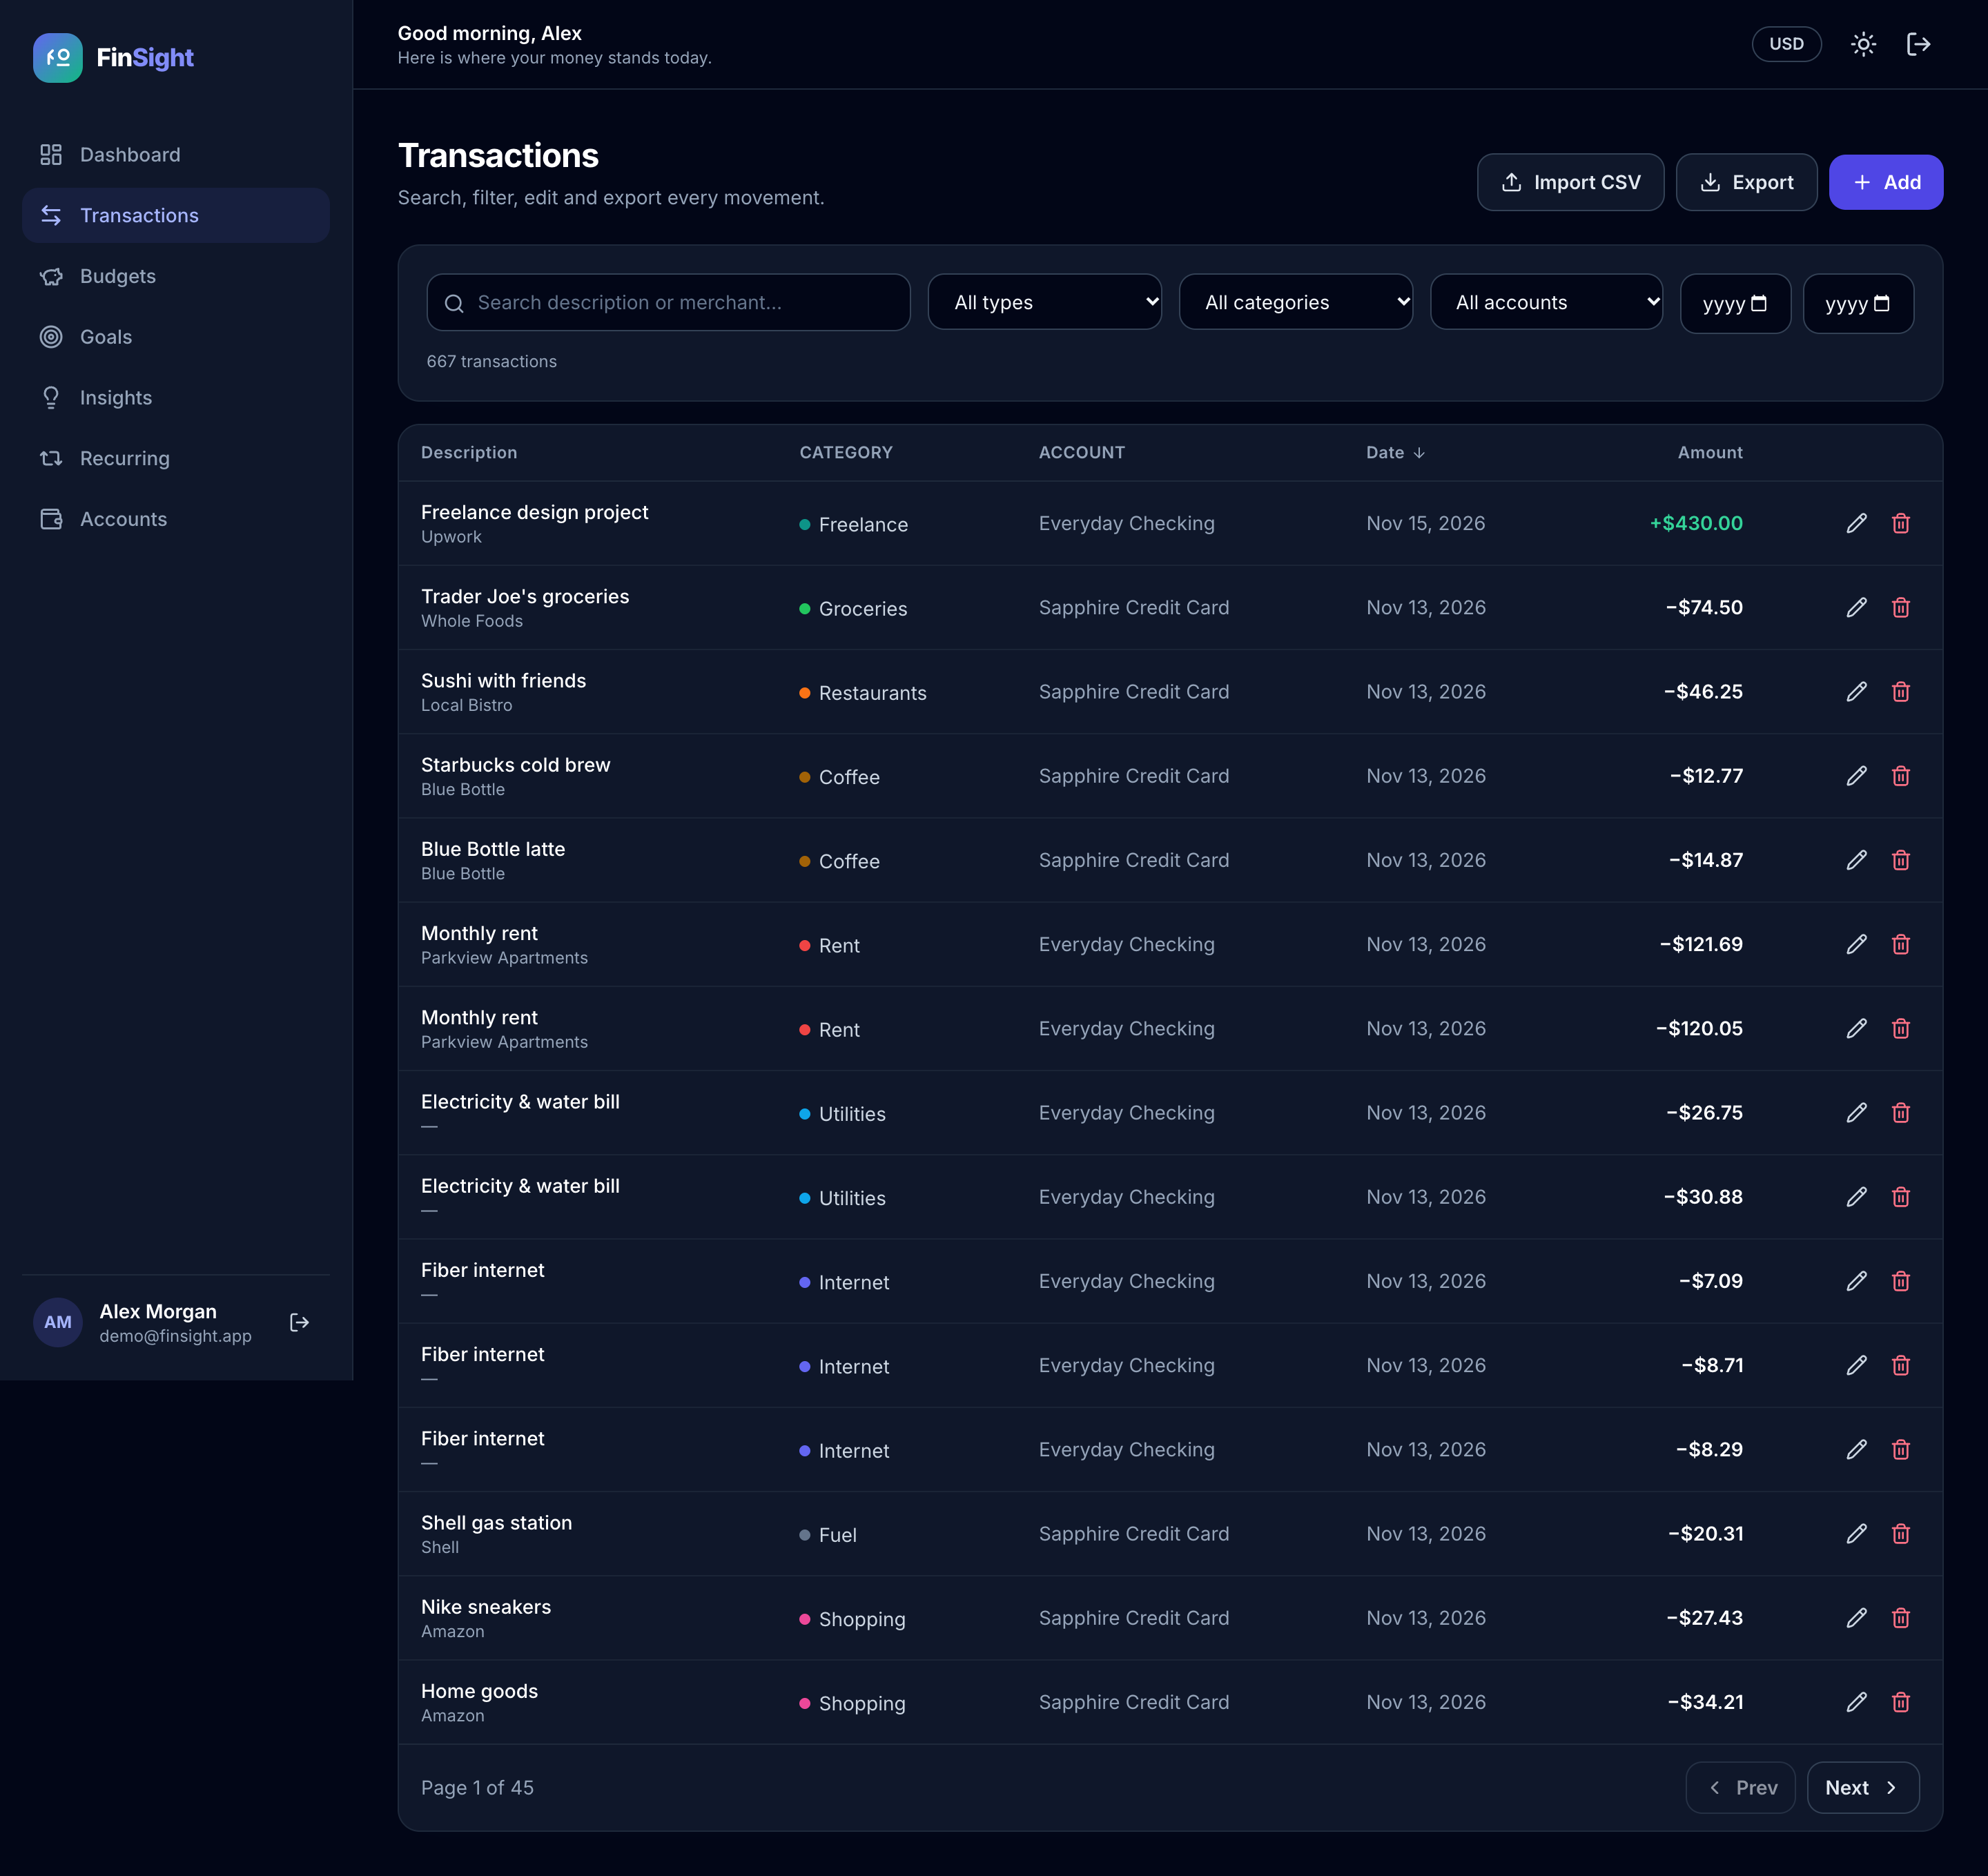 FinSight
Dashboard
Transactions
Budgets
Goals
Insights
Recurring
Accounts
AM
Alex Morgan
demo@finsight.app
Good morning, Alex
Here is where your money stands today.
USD
Transactions
Search, filter, edit and export every movement.
Import CSV
Export
Add
Search description or merchant...
All types
All categories
All accounts
yyyy
yyyy
667 transactions
Description CATEGORY ACCOUNT Date ↓ Amount
Freelance design project
Upwork
Freelance Everyday Checking Nov 15, 2026 +$430.00
Trader Joe's groceries
Whole Foods
Groceries Sapphire Credit Card Nov 13, 2026 −$74.50
Sushi with friends
Local Bistro
Restaurants Sapphire Credit Card Nov 13, 2026 −$46.25
Starbucks cold brew
Blue Bottle
Coffee Sapphire Credit Card Nov 13, 2026 −$12.77
Blue Bottle latte
Blue Bottle
Coffee Sapphire Credit Card Nov 13, 2026 −$14.87
Monthly rent
Parkview Apartments
Rent Everyday Checking Nov 13, 2026 −$121.69
Monthly rent
Parkview Apartments
Rent Everyday Checking Nov 13, 2026 −$120.05
Electricity & water bill
—
Utilities Everyday Checking Nov 13, 2026 −$26.75
Electricity & water bill
—
Utilities Everyday Checking Nov 13, 2026 −$30.88
Fiber internet
—
Internet Everyday Checking Nov 13, 2026 −$7.09
Fiber internet
—
Internet Everyday Checking Nov 13, 2026 −$8.71
Fiber internet
—
Internet Everyday Checking Nov 13, 2026 −$8.29
Shell gas station
Shell
Fuel Sapphire Credit Card Nov 13, 2026 −$20.31
Nike sneakers
Amazon
Shopping Sapphire Credit Card Nov 13, 2026 −$27.43
Home goods
Amazon
Shopping Sapphire Credit Card Nov 13, 2026 −$34.21
Page 1 of 45
Prev
Next